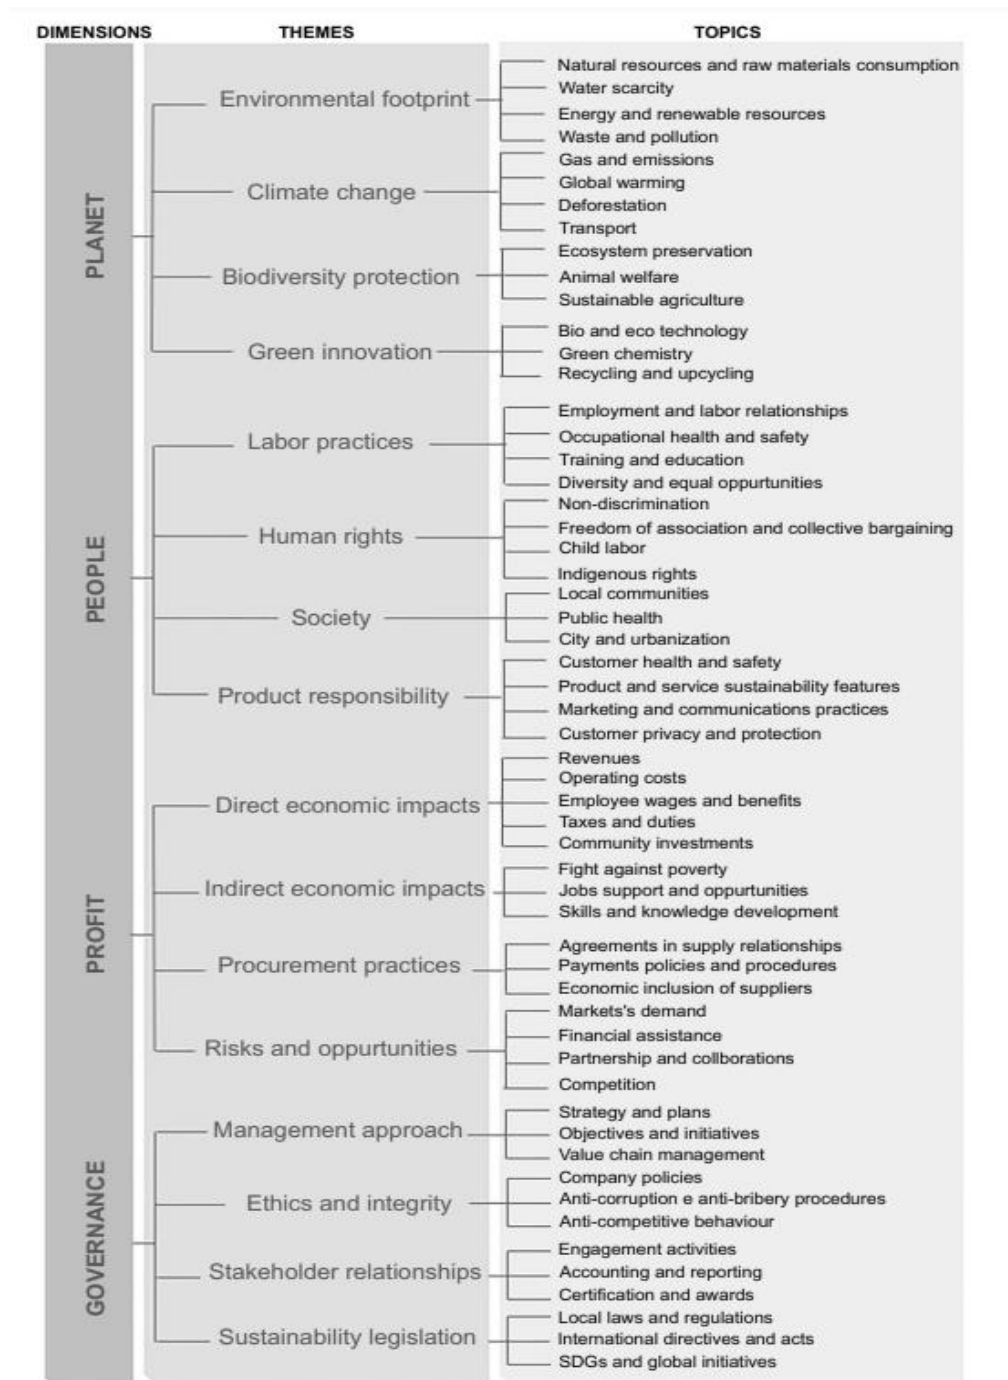 DIMENSIONS THEMES TOPICS
PLANET
Environmental footprint
Natural resources and raw materials consumption
Water scarcity
Energy and renewable resources
Waste and pollution
Climate change
Gas and emissions
Global warming
Deforestation
Transport
Biodiversity protection
Ecosystem preservation
Animal welfare
Sustainable agriculture
Green innovation
Bio and eco technology
Green chemistry
Recycling and upcycling
PEOPLE
Labor practices
Employment and labor relationships
Occupational health and safety
Training and education
Diversity and equal oppurtunities
Human rights
Non-discrimination
Freedom of association and collective bargaining
Child labor
Indigenous rights
Society
Local communities
Public health
City and urbanization
Product responsibility
Customer health and safety
Product and service sustainability features
Marketing and communications practices
Customer privacy and protection
PROFIT
Direct economic impacts
Revenues
Operating costs
Employee wages and benefits
Taxes and duties
Community investments
Indirect economic impacts
Fight against poverty
Jobs support and oppurtunities
Skills and knowledge development
Procurement practices
Agreements in supply relationships
Payments policies and procedures
Economic inclusion of suppliers
Risks and oppurtunities
Markets's demand
Financial assistance
Partnership and collborations
Competition
GOVERNANCE
Management approach
Strategy and plans
Objectives and initiatives
Value chain management
Ethics and integrity
Company policies
Anti-corruption e anti-bribery procedures
Anti-competitive behaviour
Stakeholder relationships
Engagement activities
Accounting and reporting
Certification and awards
Sustainability legislation
Local laws and regulations
International directives and acts
SDGs and global initiatives